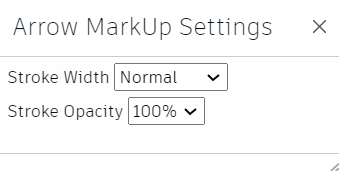 Arrow MarkUp Settings
Stroke Width Normal
Stroke Opacity 100%